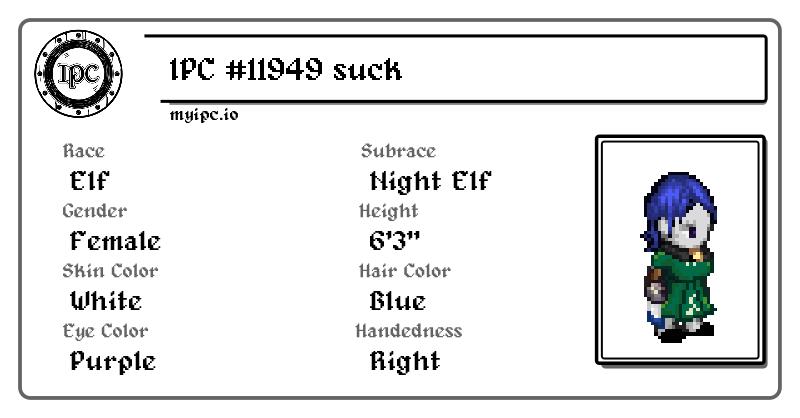 IPC
IPC #11949 suck
myipc.io
Race
Elf
Subrace
Night Elf
Gender
Female
Height
6'3"
Skin Color
White
Hair Color
Blue
Eye Color
Purple
Handedness
Right